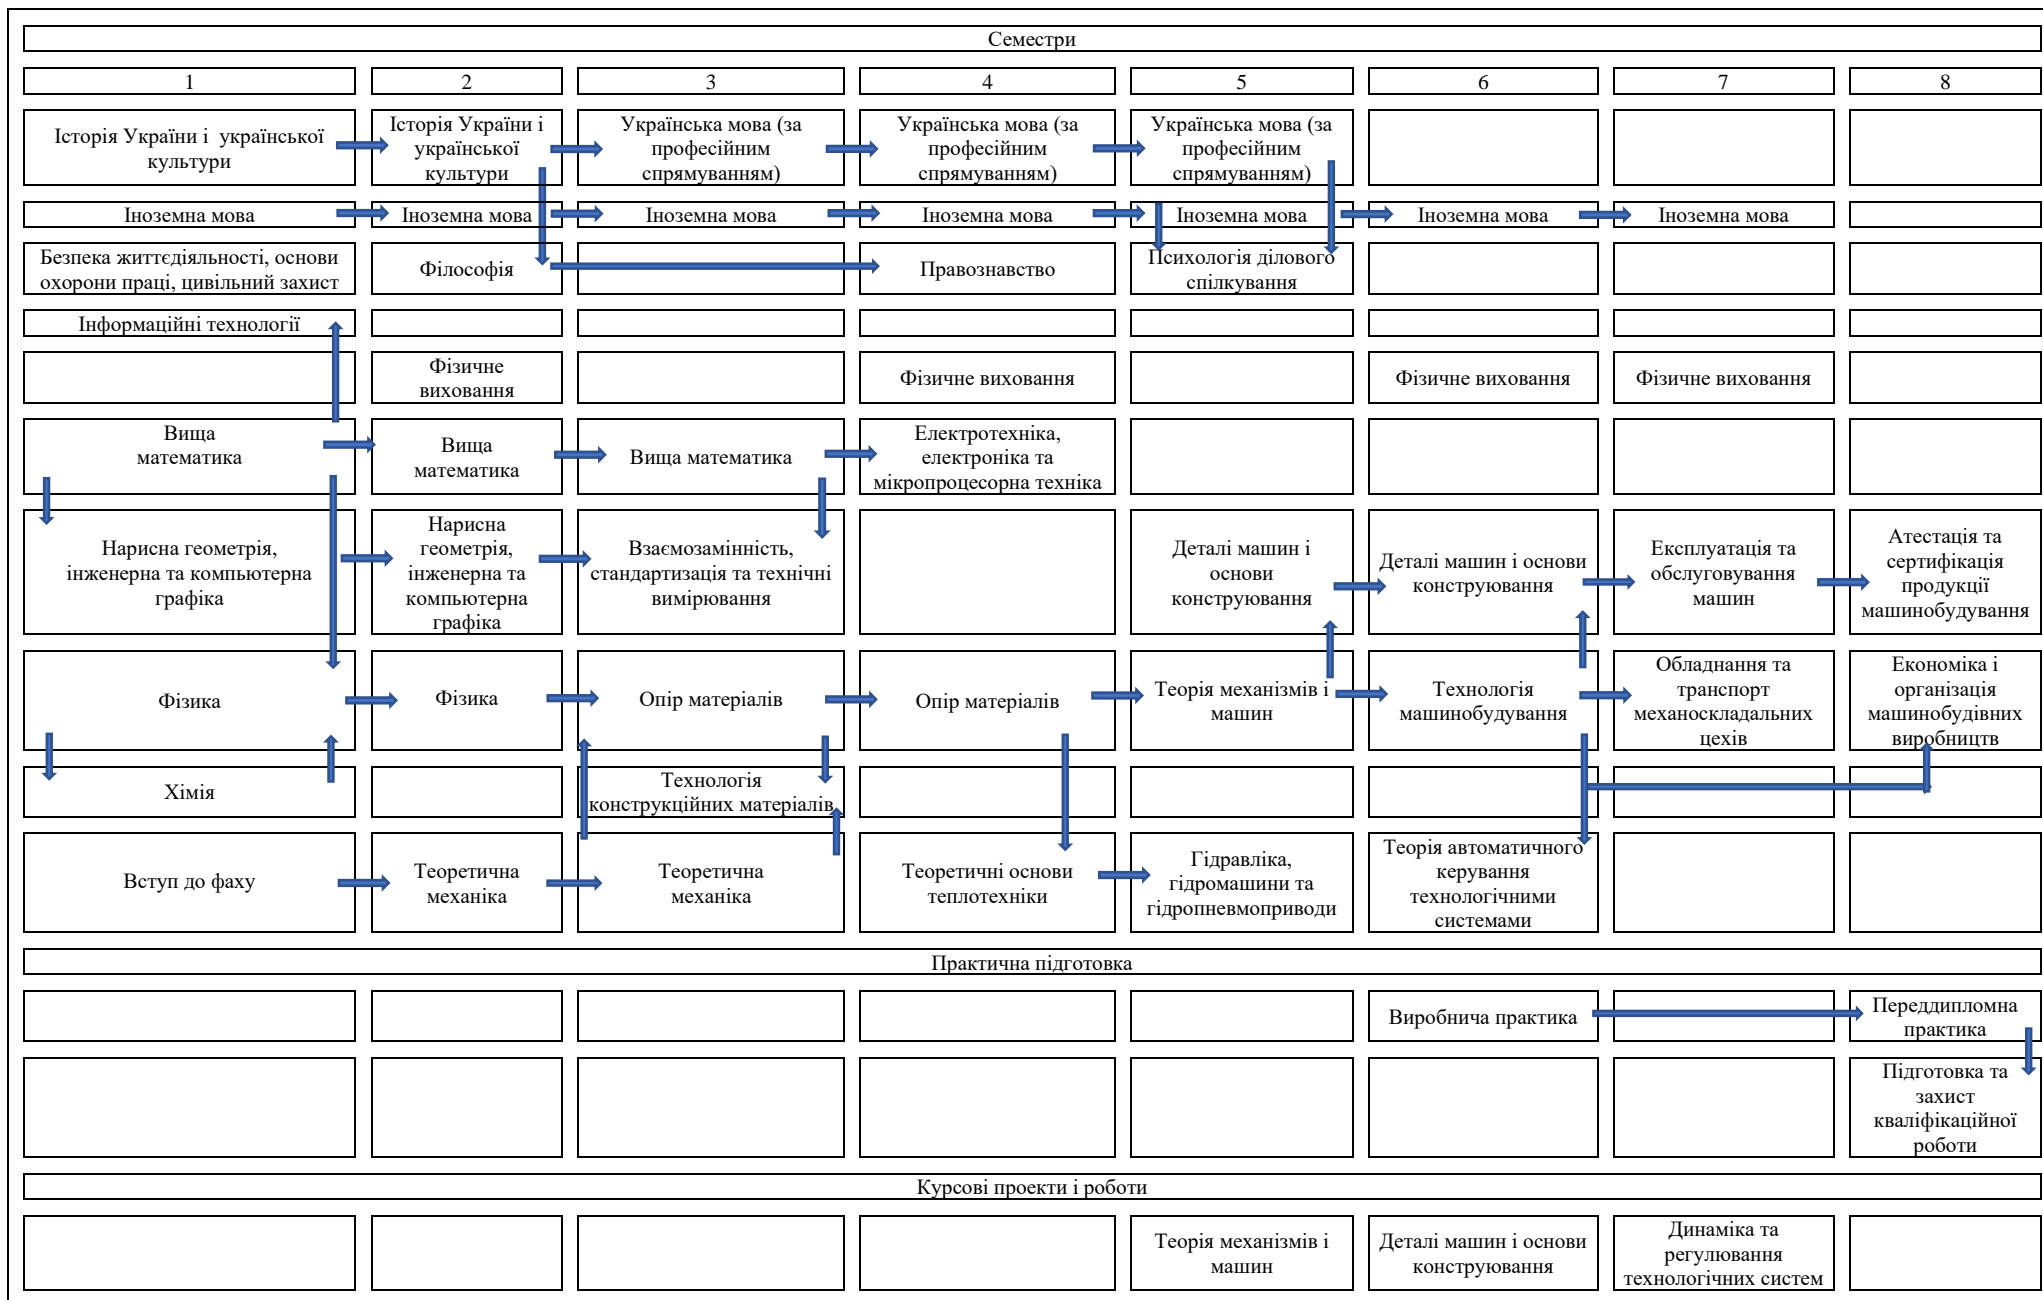 Семестри
1
2
3
4
5
6
7
8
Історія України і української
культури
Історія України і
української
культури
Українська мова (за
професійним
спрямуванням)
Українська мова (за
професійним
спрямуванням)
Українська мова (за
професійним
спрямуванням)
Іноземна мова
Іноземна мова
Іноземна мова
Іноземна мова
Іноземна мова
Іноземна мова
Іноземна мова
Безпека життєдіяльності, основи
охорони праці, цивільний захист
Філософія
Правознавство
Психологія ділового
спілкування
Інформаційні технології
Фізичне
виховання
Фізичне виховання
Фізичне виховання
Фізичне виховання
Вища
математика
Вища
математика
Вища математика
Електротехніка,
електроніка та
мікропроцесорна техніка
Нарисна геометрія,
інженерна та компьютерна
графіка
Нарисна
геометрія,
інженерна та
компьютерна
графіка
Взаємозамінність,
стандартизація та технічні
вимірювання
Деталі машин і
основи
конструювання
Деталі машин і основи
конструювання
Експлуатація та
обслуговування
машин
Атестація та
сертифікація
продукції
машинобудування
Фізика
Фізика
Опір матеріалів
Опір матеріалів
Теорія механізмів і
машин
Технологія
машинобудування
Обладнання та
транспорт
механоскладальних
цехів
Економіка і
організація
машинобудівних
виробництв
Хімія
Технологія
конструкційних матеріалів
Вступ до фаху
Теоретична
механіка
Теоретична
механіка
Теоретичні основи
теплотехніки
Гідравліка,
гідромашини та
гідропневмоприводи
Теорія автоматичного
керування
технологічними
системами
Практична підготовка
Виробнича практика
Переддипломна
практика
Підготовка та
захист
кваліфікаційної
роботи
Курсові проекти і роботи
Теорія механізмів і
машин
Деталі машин і основи
конструювання
Динаміка та
регулювання
технологічних систем